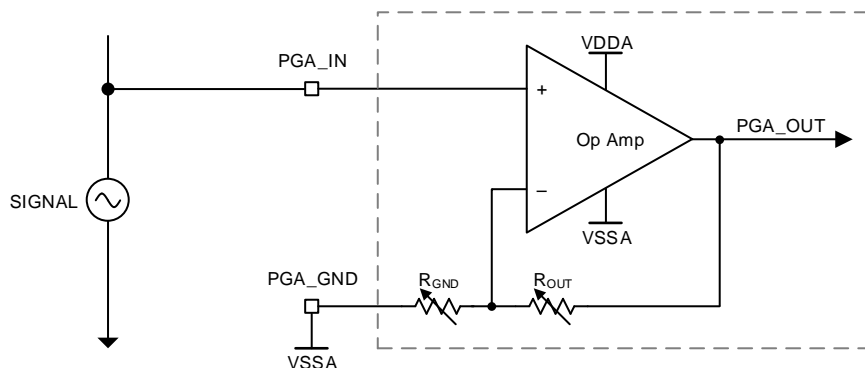 VDDA
PGA_IN
+
Op Amp
PGA_OUT
−
SIGNAL
VSSA
PGA_GND
RGND
ROUT
VSSA